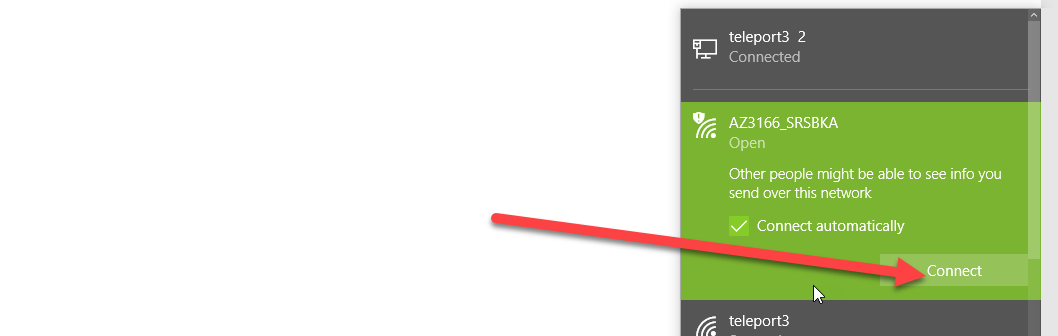 teleport3 2
Connected
AZ3166_SRSBKA
Open
Other people might be able to see info you
send over this network
Connect automatically
Connect
teleport3